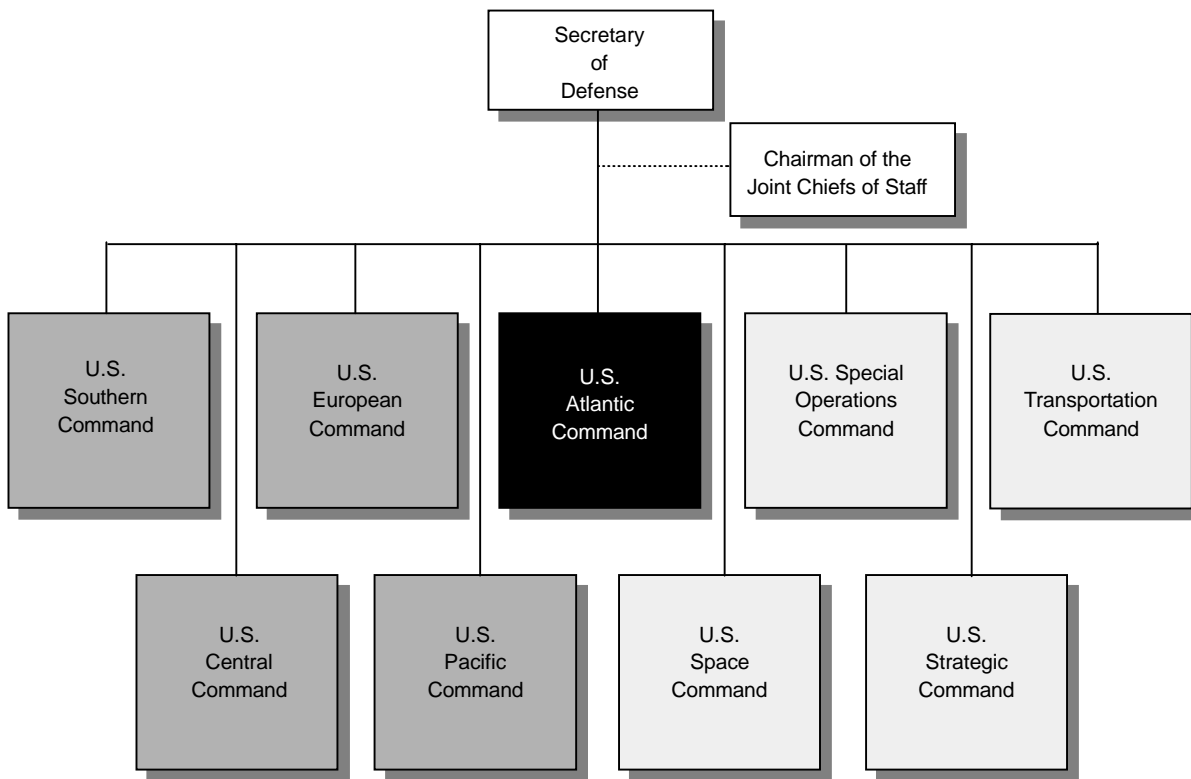 Secretary
of
Defense
Chairman of the
Joint Chiefs of Staff
U.S.
Southern
Command
U.S.
European
Command
U.S.
Atlantic
Command
U.S. Special
Operations
Command
U.S.
Transportation
Command
U.S.
Central
Command
U.S.
Pacific
Command
U.S.
Space
Command
U.S.
Strategic
Command